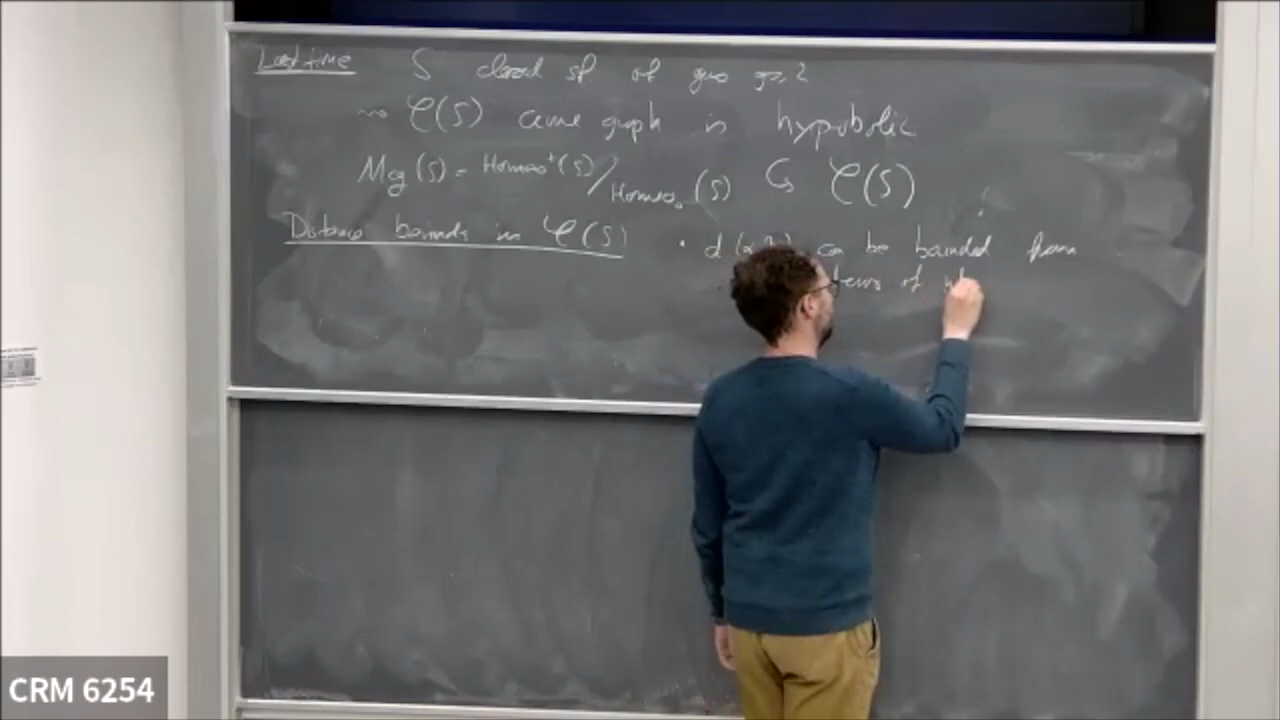 Last time S closed sf of genus g≥2
⇝ 𝒞(S) curve graph is hyperbolic
Mcg(S) = Homeo⁺(S)/Homeo₀(S) ↻ 𝒞(S)
Distance bounds in 𝒞(S) • d( can be bounded from
terms of
CRM 6254